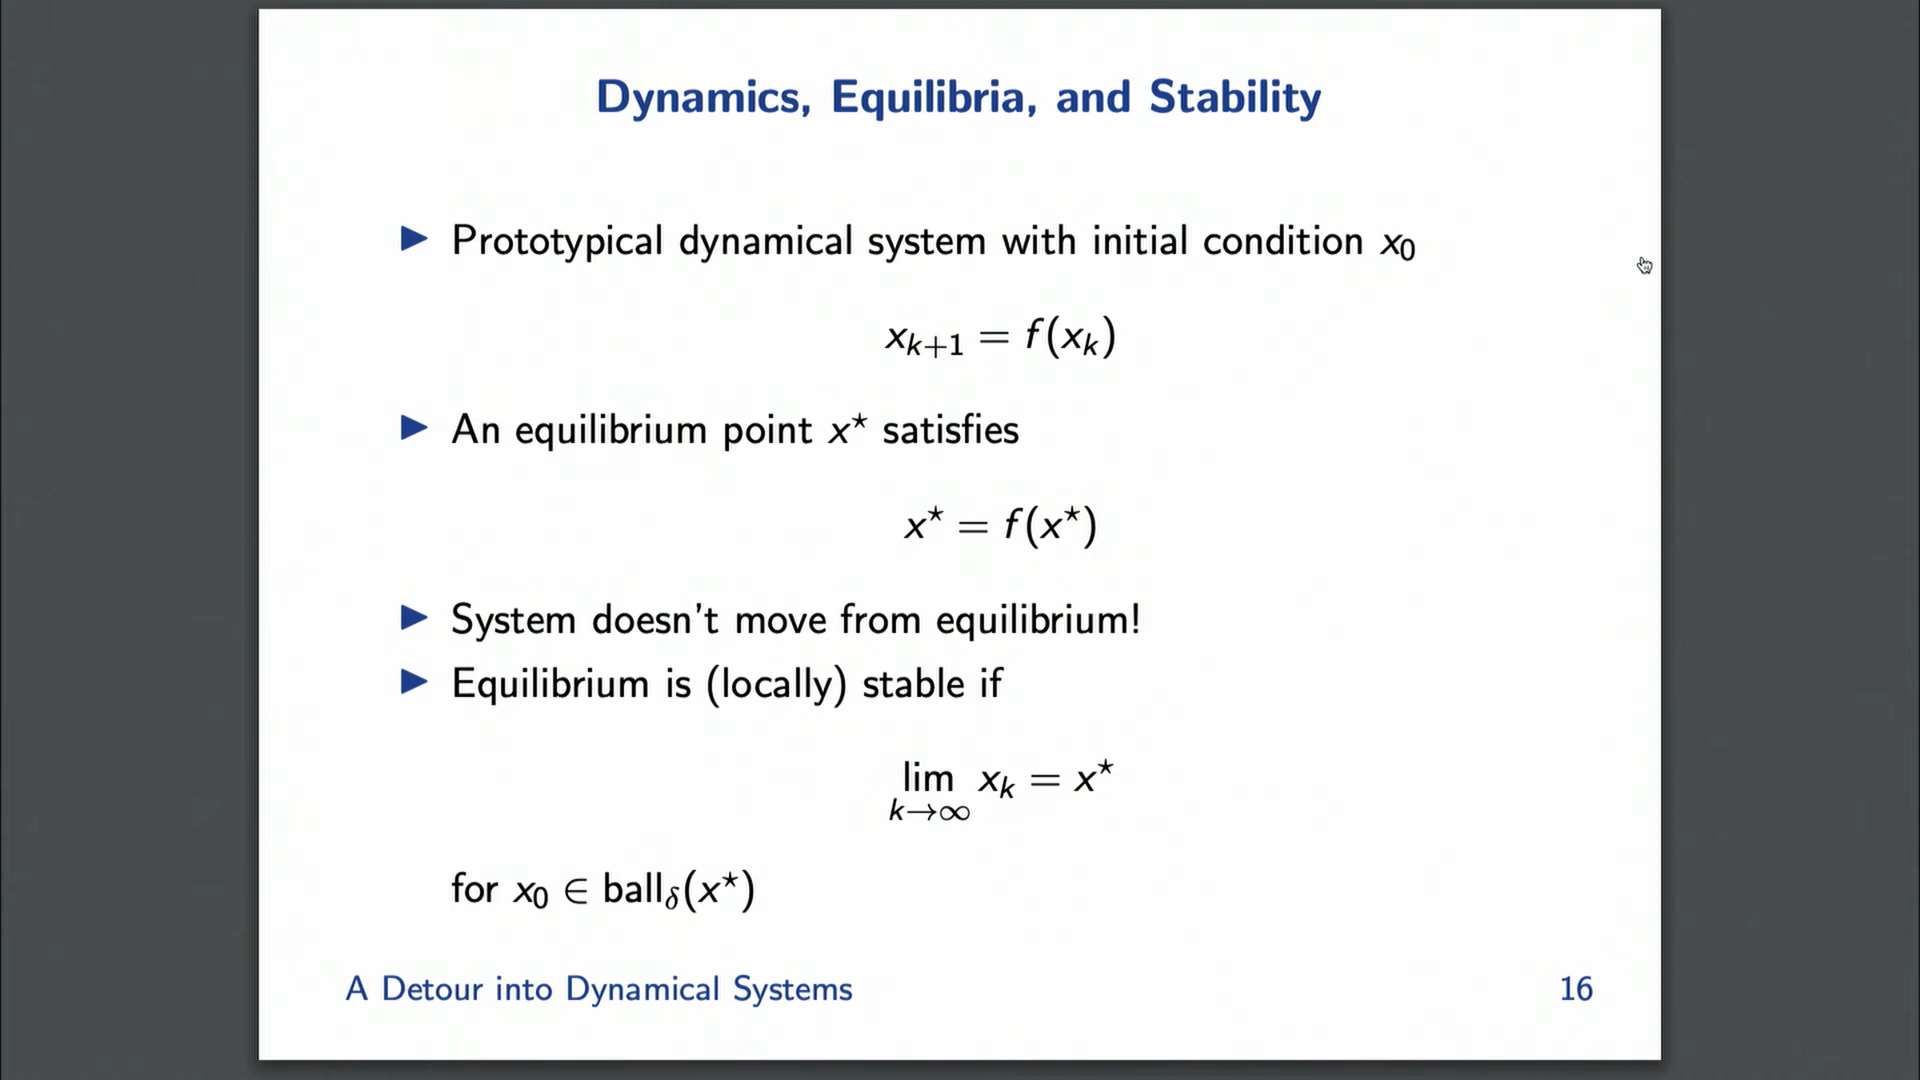 Dynamics, Equilibria, and Stability
▶ Prototypical dynamical system with initial condition x₀
xₖ₊₁ = f(xₖ)
▶ An equilibrium point x⋆ satisfies
x⋆ = f(x⋆)
▶ System doesn't move from equilibrium!
▶ Equilibrium is (locally) stable if
lim xₖ = x⋆
k→∞
for x₀ ∈ ball_δ(x⋆)
A Detour into Dynamical Systems 16